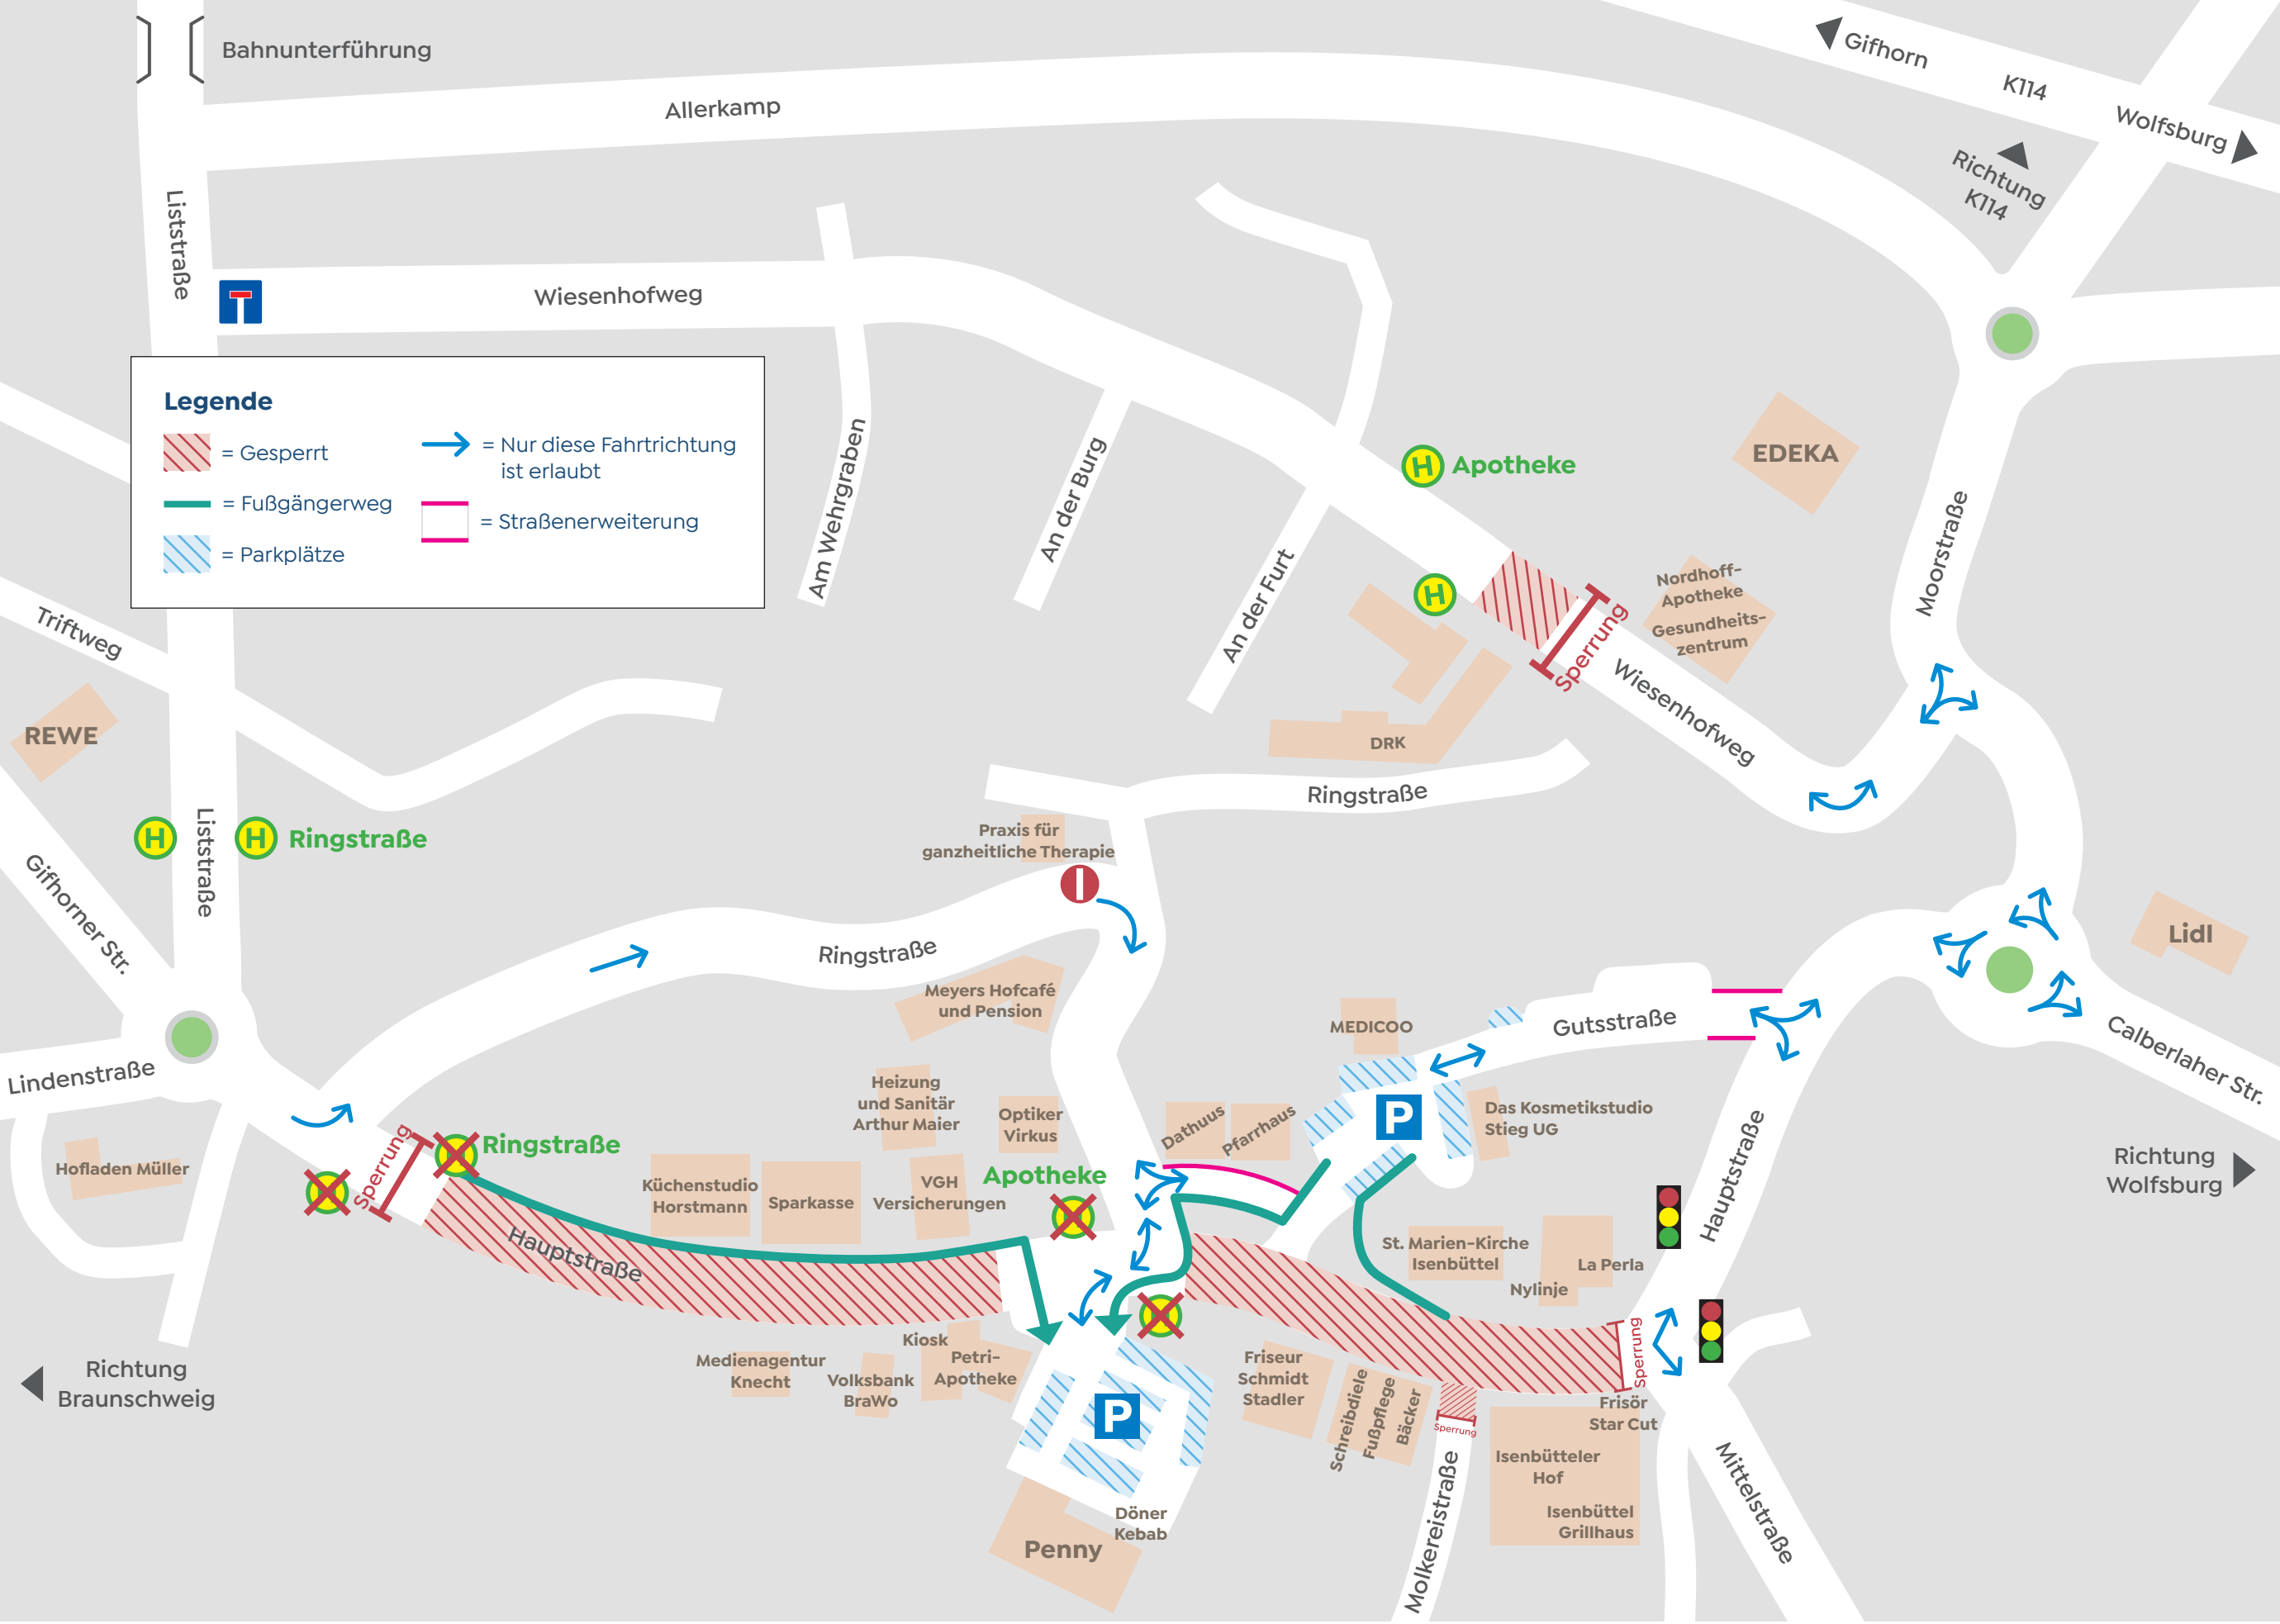 Bahnunterführung
Allerkamp
Gifhorn
K114
Wolfsburg
Richtung
K114
Liststraße
Wiesenhofweg
Legende
= Gesperrt
= Fußgängerweg
= Parkplätze
= Nur diese Fahrtrichtung
ist erlaubt
= Straßenerweiterung
Am Wehrgraben
An der Burg
An der Furt
H Apotheke
H
Sperrung
EDEKA
Nordhoff-
Apotheke
Gesundheits-
zentrum
Moorstraße
Wiesenhofweg
Triftweg
REWE
H
H Ringstraße
Liststraße
Gifhorner Str.
DRK
Ringstraße
Praxis für
ganzheitliche Therapie
Ringstraße
Meyers Hofcafé
und Pension
Lidl
Calberlaher Str.
Lindenstraße
Hofladen Müller
MEDICOO
Gutsstraße
Heizung
und Sanitär
Arthur Maier
Optiker
Virkus
Dathuus
Pfarrhaus
P
Das Kosmetikstudio
Stieg UG
Hauptstraße
Richtung
Wolfsburg
Sperrung
Ringstraße
Küchenstudio
Horstmann
Sparkasse
VGH
Versicherungen
Apotheke
Hauptstraße
St. Marien-Kirche
Isenbüttel
La Perla
Nylinje
Sperrung
Richtung
Braunschweig
Kiosk
Petri-
Apotheke
Medienagentur
Knecht
Volksbank
BraWo
P
Friseur
Schmidt
Stadler
Schreibdiele
Fußpflege
Bäcker
Sperrung
Frisör
Star Cut
Isenbütteler
Hof
Isenbüttel
Grillhaus
Döner
Kebab
Penny
Molkereistraße
Mittelstraße